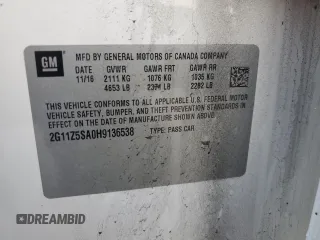 GM
MFD BY GENERAL MOTORS OF CANADA COMPANY
DATE GVWR GAWR FRT GAWR RR
11/16 2111 KG 1076 KG 1035 KG
4653 LB LB 2282 LB
THIS VEHICLE CONFORMS TO ALL APPLICABLE U.S. FEDERAL MOTOR
VEHICLE SAFETY, BUMPER, AND THEFT PREVENTION STANDARDS IN
EFFECT ON THE DATE OF MANUFACTURE SHOWN ABOVE.
2G11Z5SA0H9136538 TYPE: PASS CAR
DREAMBID